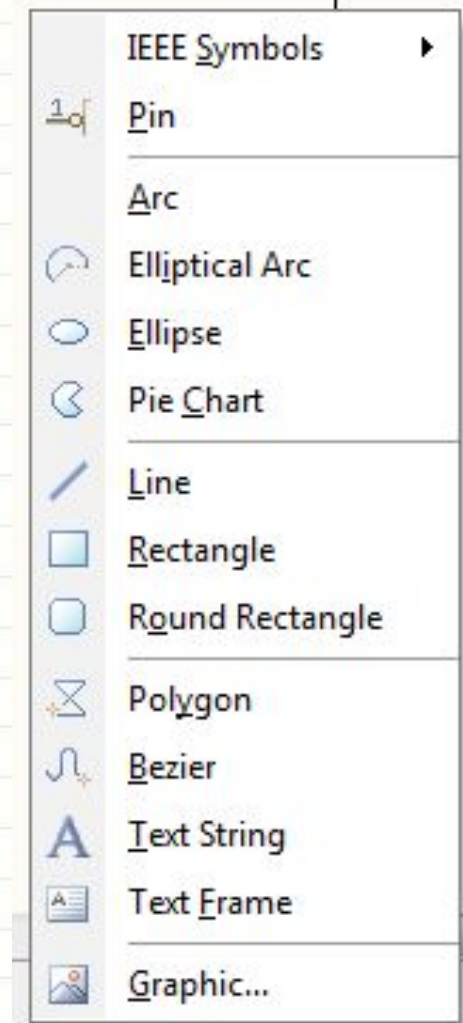 IEEE Symbols
Pin
Arc
Elliptical Arc
Ellipse
Pie Chart
Line
Rectangle
Round Rectangle
Polygon
Bezier
Text String
Text Frame
Graphic...